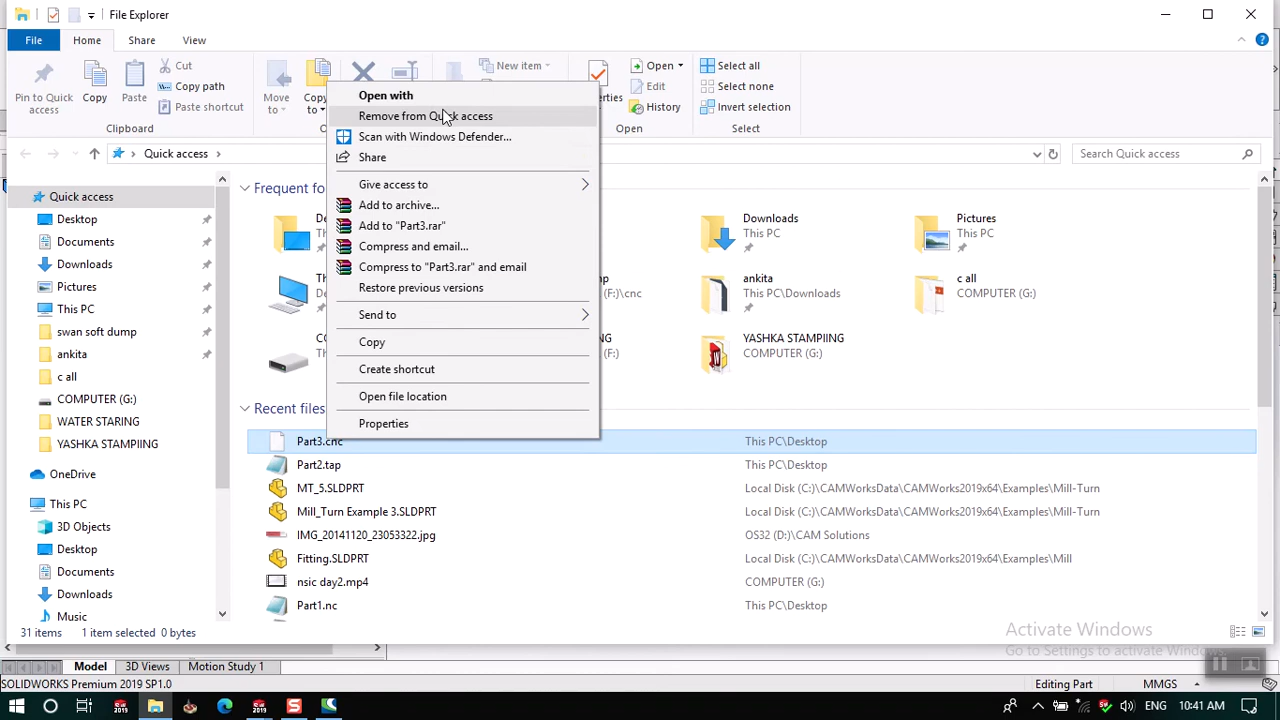 File Explorer
File Home Share View
Pin to Quick access
Copy
Paste
Cut
Copy path
Paste shortcut
Clipboard
Move to
Copy
New item
Open
Edit
History
Open
Select all
Select none
Invert selection
Select
Quick access
Search Quick access
Open with
Remove from Quick access
Scan with Windows Defender...
Share
Give access to
Add to archive...
Add to "Part3.rar"
Compress and email...
Compress to "Part3.rar" and email
Restore previous versions
Send to
Copy
Create shortcut
Open file location
Properties
Quick access
Desktop
Documents
Downloads
Pictures
This PC
swan soft dump
ankita
c all
COMPUTER (G:)
WATER STARING
YASHKA STAMPIING
OneDrive
This PC
3D Objects
Desktop
Documents
Downloads
Music
Frequent
Downloads
This PC
Pictures
This PC
(F:)\cnc
ankita
This PC\Downloads
c all
COMPUTER (G:)
(F:)
YASHKA STAMPIING
COMPUTER (G:)
Recent files
Part3.cnc This PC\Desktop
Part2.tap This PC\Desktop
MT_5.SLDPRT Local Disk (C:)\CAMWorksData\CAMWorks2019x64\Examples\Mill-Turn
Mill_Turn Example 3.SLDPRT Local Disk (C:)\CAMWorksData\CAMWorks2019x64\Examples\Mill-Turn
IMG_20141120_23053322.jpg OS32 (D:)\CAM Solutions
Fitting.SLDPRT Local Disk (C:)\CAMWorksData\CAMWorks2019x64\Examples\Mill
nsic day2.mp4 COMPUTER (G:)
Part1.nc This PC\Desktop
31 items 1 item selected 0 bytes
Activate Windows
Go to Settings to activate Windows.
Model 3D Views Motion Study 1
SOLIDWORKS Premium 2019 SP1.0 Editing Part MMGS
ENG 10:41 AM